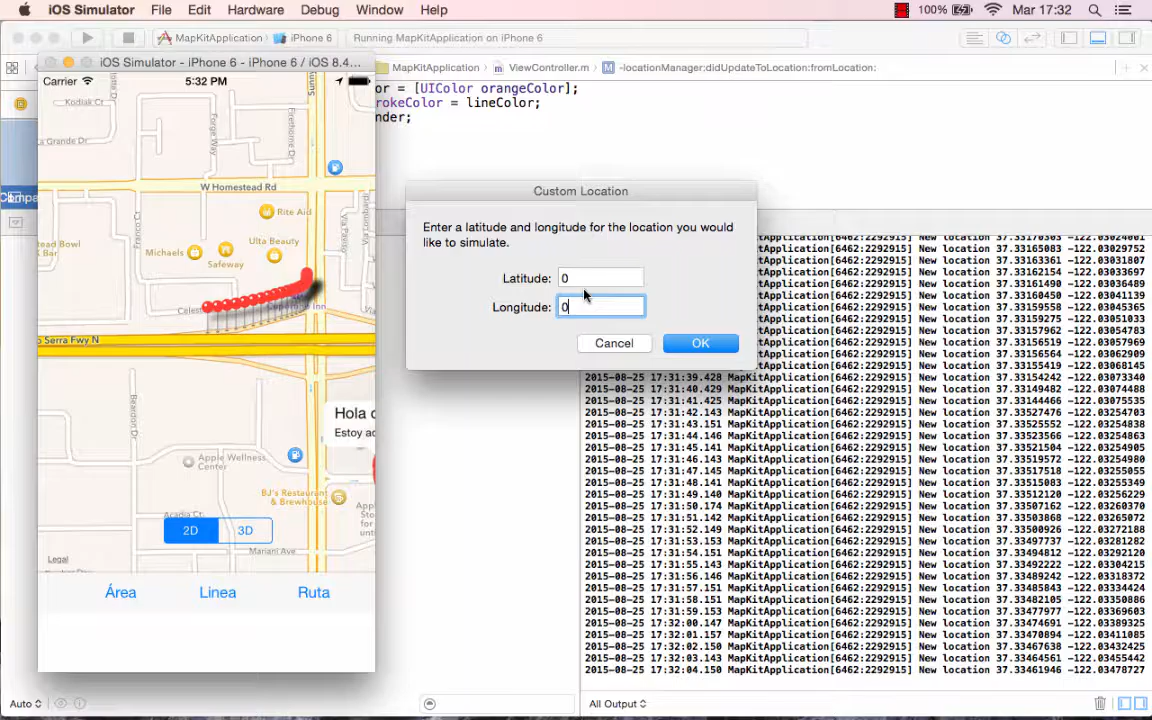 iOS Simulator File Edit Hardware Debug Window Help 100% Mar 17:32
MapKitApplication iPhone 6 Running MapKitApplication on iPhone 6
iOS Simulator - iPhone 6 - iPhone 6 / iOS 8.4...
MapKitApplication ViewController.m -locationManager:didUpdateToLocation:fromLocation:
Carrier 5:32 PM
or = [UIColor orangeColor];
rokeColor = lineColor;
nder;
Kodiak Ct
La Grande Dr
Forge Way
Firethorne Dr
W Homestead Rd
Franco Ct
Rite Aid
Michaels
Ulta Beauty
Safeway
tead Bowl
Celest
o Serra Fwy N
Beardon Dr
Hola
Estoy ac
Apple Wellness
Center
BJ's Restaurant
& Brewhouse
Acadia Ct
2D 3D
Mariani Ave
Legal
Área Linea Ruta
Custom Location
Enter a latitude and longitude for the location you would
like to simulate.
Latitude: 0
Longitude: 0
Cancel OK
MapKitApplication[6462:2292915] New location 37.33165083 -122.03029752
2015-08-25 17:31:39.428 MapKitApplication[6462:2292915] New location 37.33154242 -122.03073340
2015-08-25 17:31:40.429 MapKitApplication[6462:2292915] New location 37.33149482 -122.03074488
2015-08-25 17:31:41.425 MapKitApplication[6462:2292915] New location 37.33144466 -122.03075535
2015-08-25 17:31:42.143 MapKitApplication[6462:2292915] New location 37.33527476 -122.03254703
2015-08-25 17:31:43.151 MapKitApplication[6462:2292915] New location 37.33525552 -122.03254838
2015-08-25 17:31:44.146 MapKitApplication[6462:2292915] New location 37.33523566 -122.03254863
2015-08-25 17:31:45.141 MapKitApplication[6462:2292915] New location 37.33521564 -122.03254905
2015-08-25 17:31:46.143 MapKitApplication[6462:2292915] New location 37.33519572 -122.03254980
2015-08-25 17:31:47.145 MapKitApplication[6462:2292915] New location 37.33517518 -122.03255055
2015-08-25 17:31:48.141 MapKitApplication[6462:2292915] New location 37.33515083 -122.03255349
2015-08-25 17:31:49.140 MapKitApplication[6462:2292915] New location 37.33512120 -122.03256229
2015-08-25 17:31:50.174 MapKitApplication[6462:2292915] New location 37.33507162 -122.03260370
2015-08-25 17:31:51.142 MapKitApplication[6462:2292915] New location 37.33503868 -122.03265072
2015-08-25 17:31:52.149 MapKitApplication[6462:2292915] New location 37.33500926 -122.03272188
2015-08-25 17:31:53.153 MapKitApplication[6462:2292915] New location 37.33497737 -122.03281282
2015-08-25 17:31:54.151 MapKitApplication[6462:2292915] New location 37.33494812 -122.03292120
2015-08-25 17:31:55.143 MapKitApplication[6462:2292915] New location 37.33492222 -122.03304215
2015-08-25 17:31:56.146 MapKitApplication[6462:2292915] New location 37.33489248 -122.03318372
2015-08-25 17:31:57.151 MapKitApplication[6462:2292915] New location 37.33485843 -122.03334424
2015-08-25 17:31:58.151 MapKitApplication[6462:2292915] New location 37.33482105 -122.03350886
2015-08-25 17:31:59.153 MapKitApplication[6462:2292915] New location 37.33477977 -122.03369603
2015-08-25 17:32:00.147 MapKitApplication[6462:2292915] New location 37.33474691 -122.03389325
2015-08-25 17:32:01.157 MapKitApplication[6462:2292915] New location 37.33470894 -122.03411085
2015-08-25 17:32:02.150 MapKitApplication[6462:2292915] New location 37.33467638 -122.03432425
2015-08-25 17:32:03.143 MapKitApplication[6462:2292915] New location 37.33464561 -122.03455442
2015-08-25 17:32:04.150 MapKitApplication[6462:2292915] New location 37.33461946 -122.03478727
Auto
All Output